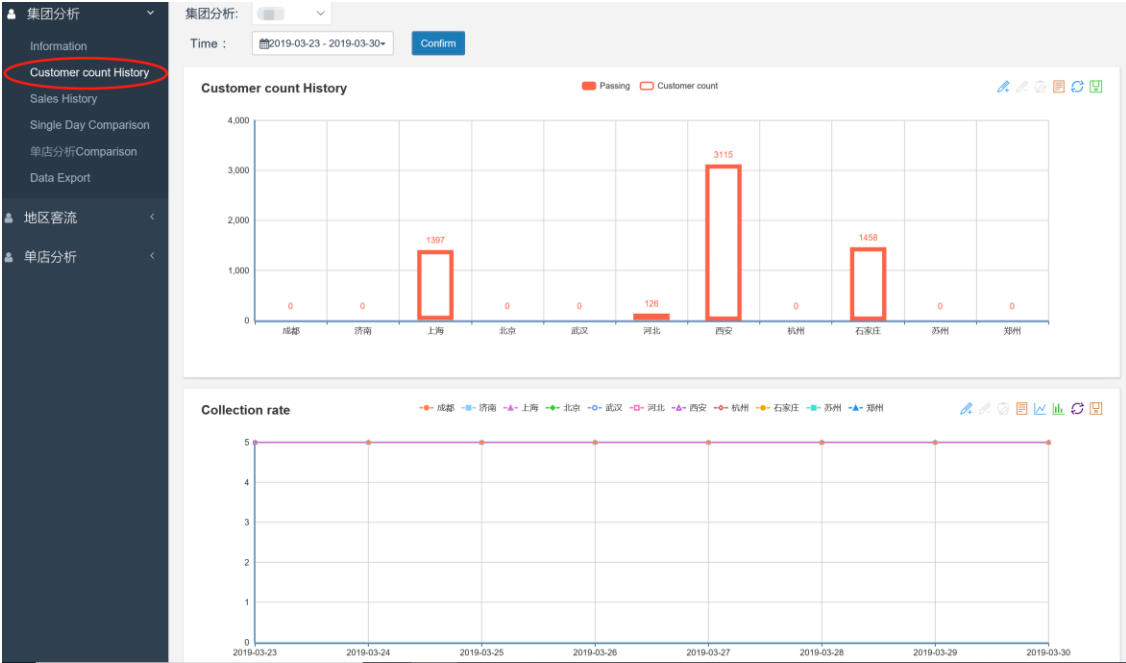 集团分析
Information
Customer count History
Sales History
Single Day Comparison
单店分析Comparison
Data Export
地区客流
单店分析
集团分析:
Time :
2019-03-23 - 2019-03-30
Confirm
Customer count History
Passing Customer count
4,000
3,000
2,000
1,000
0
0 0 1397 0 0 126 3115 0 1458 0 0
成都 济南 上海 北京 武汉 河北 西安 杭州 石家庄 苏州 郑州
Collection rate
成都 济南 上海 北京 武汉 河北 西安 杭州 石家庄 苏州 郑州
5
4
3
2
1
0
2019-03-23 2019-03-24 2019-03-25 2019-03-26 2019-03-27 2019-03-28 2019-03-29 2019-03-30